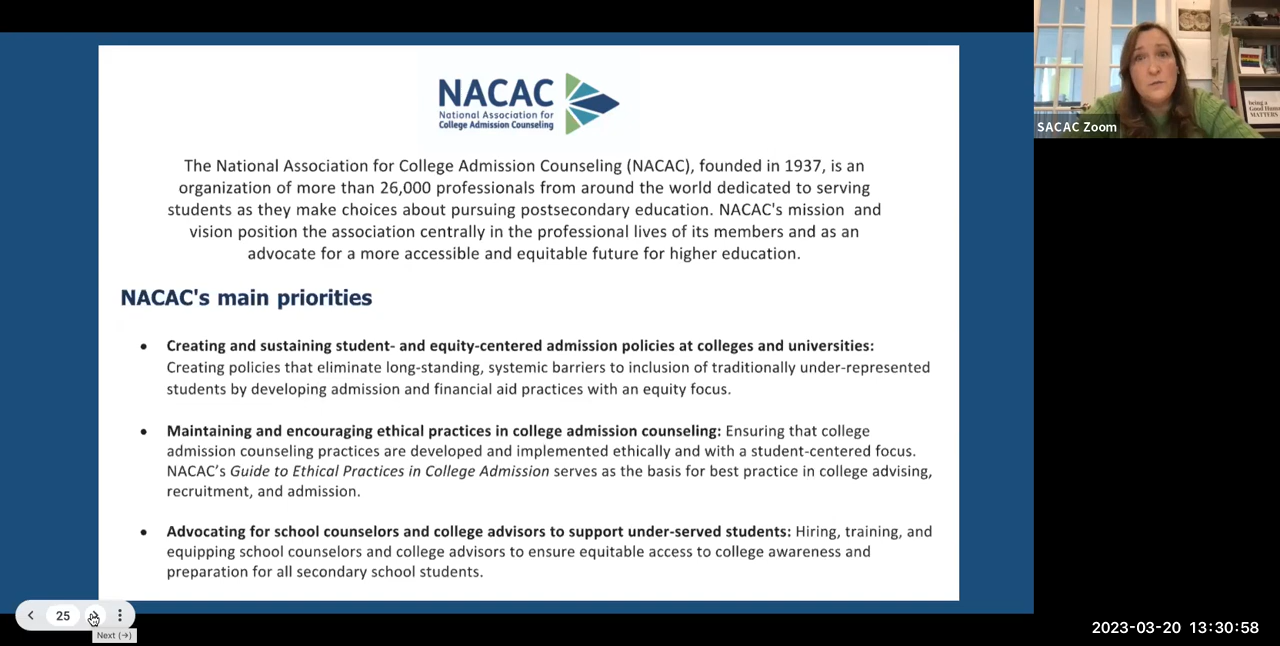 NACAC
National Association for
College Admission Counseling
The National Association for College Admission Counseling (NACAC), founded in 1937, is an
organization of more than 26,000 professionals from around the world dedicated to serving
students as they make choices about pursuing postsecondary education. NACAC's mission and
vision position the association centrally in the professional lives of its members and as an
advocate for a more accessible and equitable future for higher education.
NACAC's main priorities
• Creating and sustaining student- and equity-centered admission policies at colleges and universities:
Creating policies that eliminate long-standing, systemic barriers to inclusion of traditionally under-represented
students by developing admission and financial aid practices with an equity focus.
• Maintaining and encouraging ethical practices in college admission counseling: Ensuring that college
admission counseling practices are developed and implemented ethically and with a student-centered focus.
NACAC’s Guide to Ethical Practices in College Admission serves as the basis for best practice in college advising,
recruitment, and admission.
• Advocating for school counselors and college advisors to support under-served students: Hiring, training, and
equipping school counselors and college advisors to ensure equitable access to college awareness and
preparation for all secondary school students.
25
Next (→)
SACAC Zoom
being a
Good Human
MATTERS
2023-03-20 13:30:58